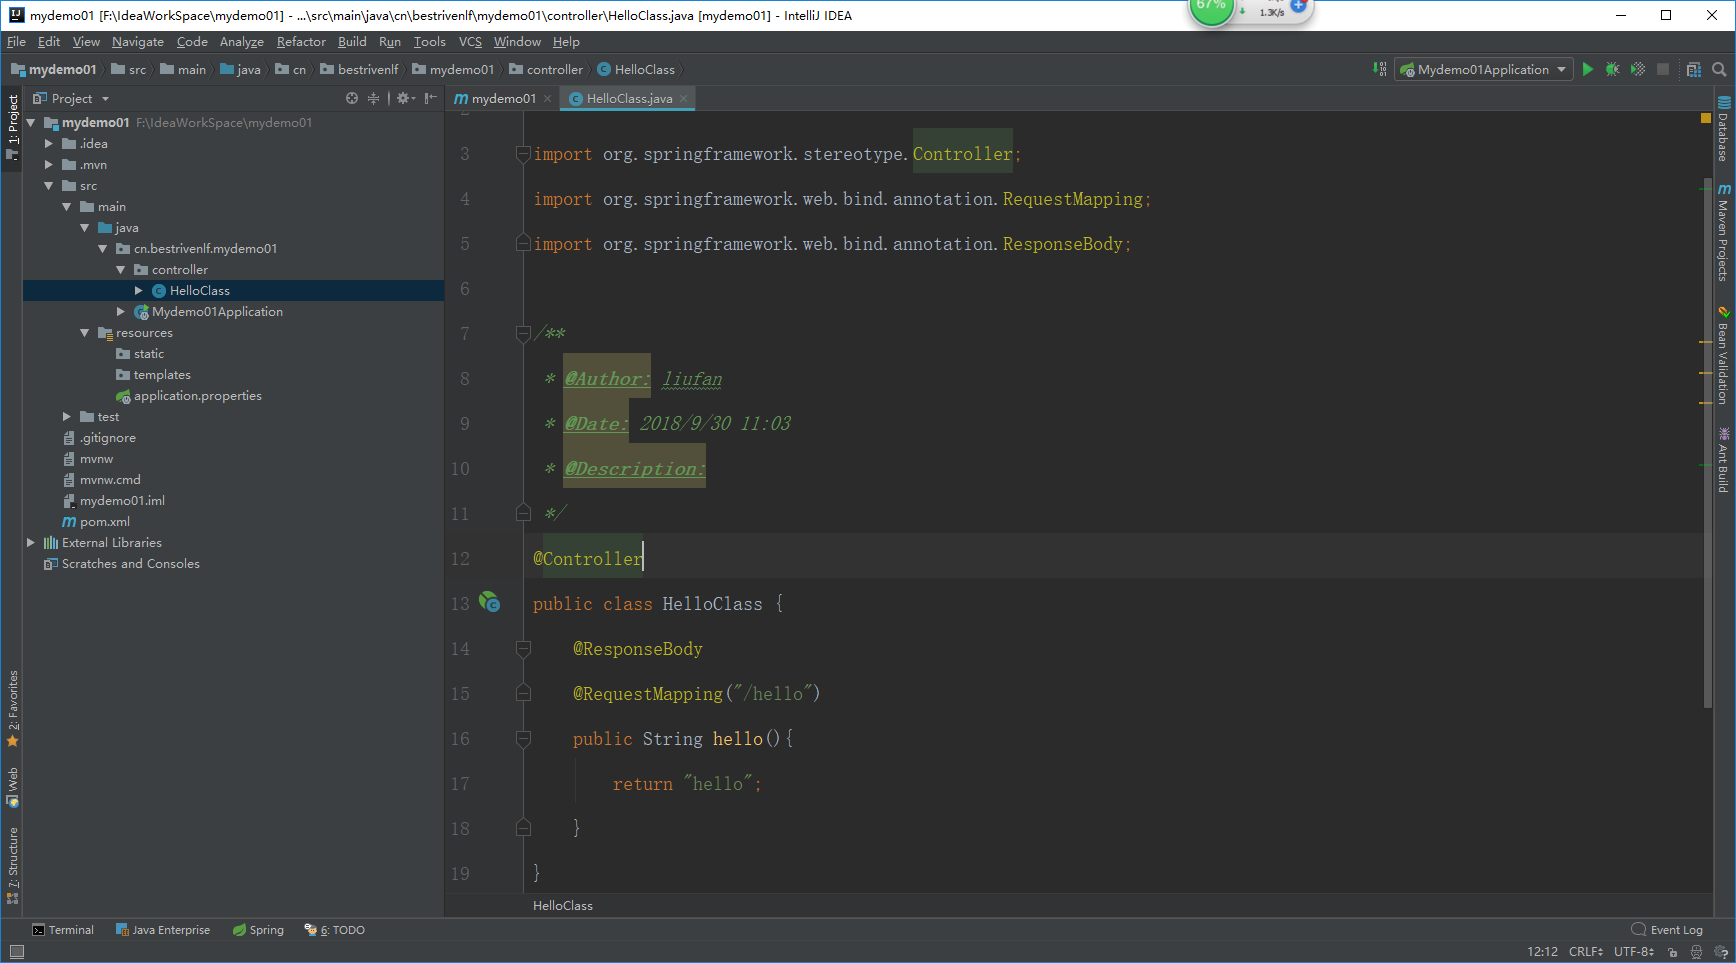 mydemo01 [F:\IdeaWorkSpace\mydemo01] - ...\src\main\java\cn\bestrivenlf\mydemo01\controller\HelloClass.java [mydemo01] - IntelliJ IDEA
67%
1.3K/s
File Edit View Navigate Code Analyze Refactor Build Run Tools VCS Window Help
mydemo01 src main java cn bestrivenlf mydemo01 controller HelloClass
Mydemo01Application
Project
mydemo01 HelloClass.java
1: Project
2: Favorites
Web
7: Structure
mydemo01 F:\IdeaWorkSpace\mydemo01
.idea
.mvn
src
main
java
cn.bestrivenlf.mydemo01
controller
HelloClass
Mydemo01Application
resources
static
templates
application.properties
test
.gitignore
mvnw
mvnw.cmd
mydemo01.iml
pom.xml
External Libraries
Scratches and Consoles
3 import org.springframework.stereotype.Controller;
4 import org.springframework.web.bind.annotation.RequestMapping;
5 import org.springframework.web.bind.annotation.ResponseBody;
6
7 /**
8 * @Author: liufan
9 * @Date: 2018/9/30 11:03
10 * @Description:
11 */
12 @Controller
13 public class HelloClass {
14 @ResponseBody
15 @RequestMapping("/hello")
16 public String hello(){
17 return "hello";
18 }
19 }
HelloClass
Database
Maven Projects
Bean Validation
Ant Build
Terminal Java Enterprise Spring 6: TODO Event Log
12:12 CRLF UTF-8